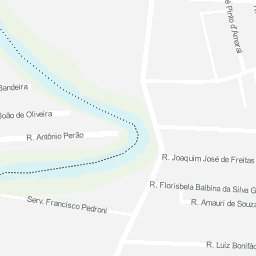 Pinto d'Amaral
Bandeira
João de Oliveira
R. Antônio Perão
R. Joaquim José de Freitas
R. Florisbela Balbina da Silva
Serv. Francisco Pedroni
R. Amauri de Souza
R. Luiz Bonifác